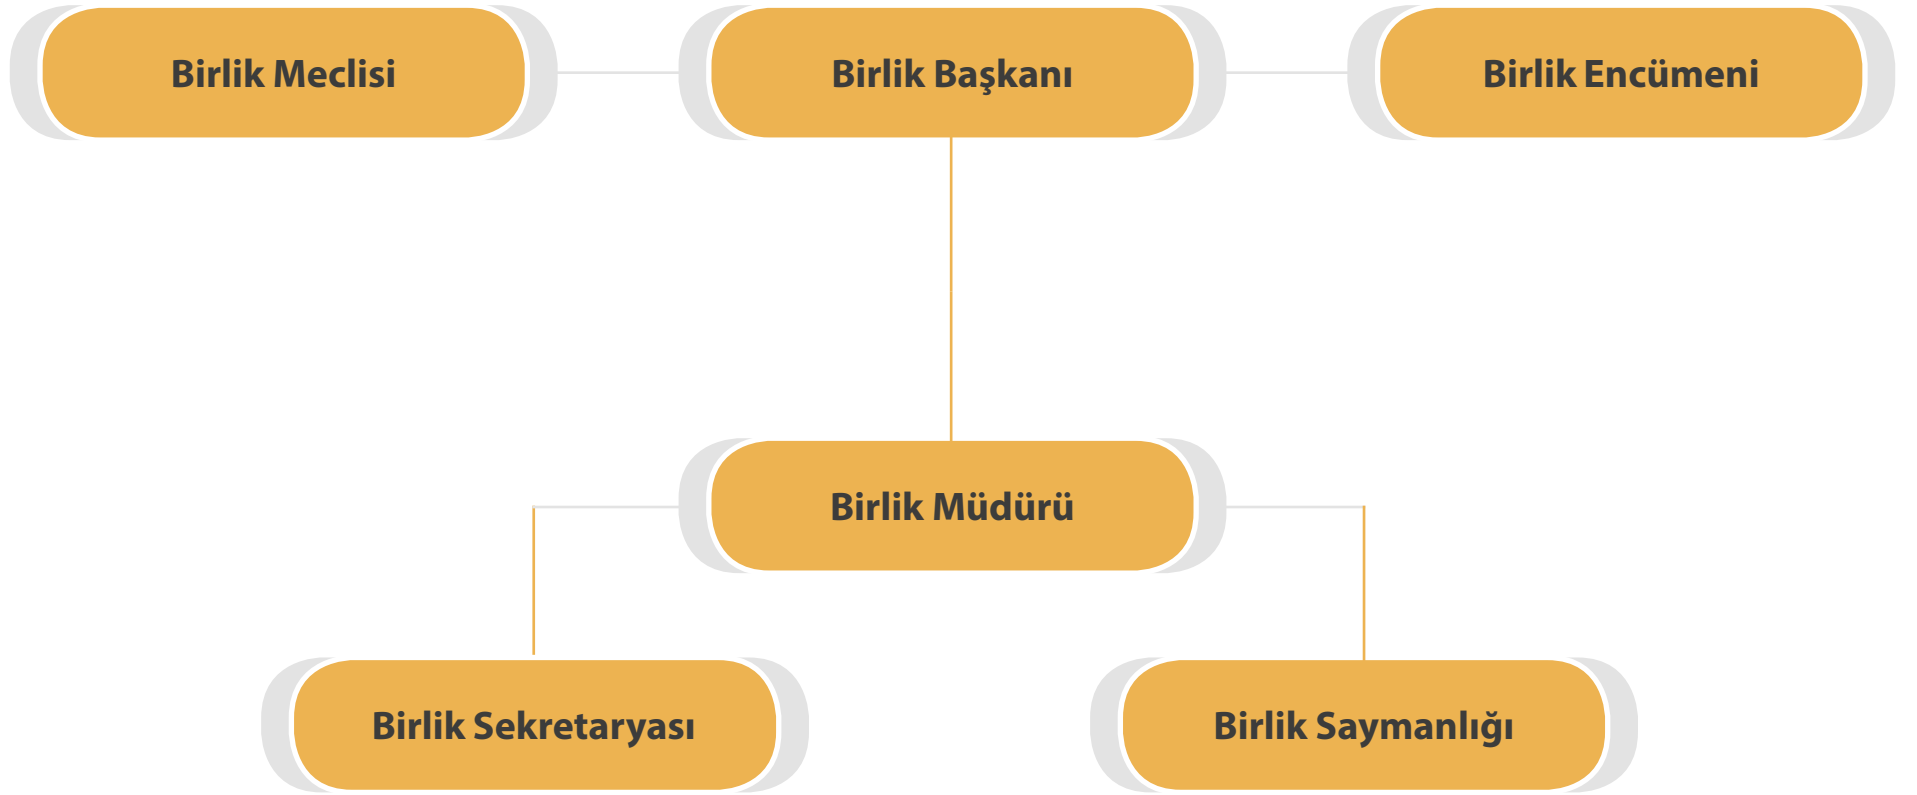 Birlik Meclisi
Birlik Başkanı
Birlik Encümeni
Birlik Müdürü
Birlik Sekretaryası
Birlik Saymanlığı